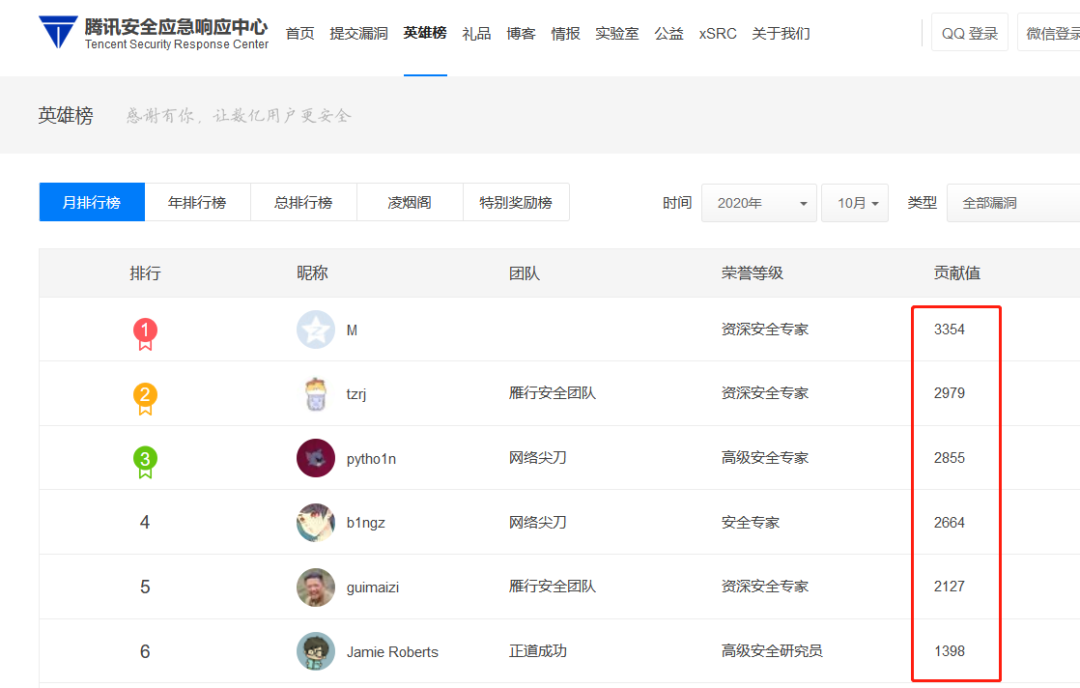 腾讯安全应急响应中心
Tencent Security Response Center
首页 提交漏洞 英雄榜 礼品 博客 情报 实验室 公益 xSRC 关于我们
QQ 登录 微信登录
英雄榜 感谢有你，让数亿用户更安全
月排行榜 年排行榜 总排行榜 凌烟阁 特别奖励榜 时间 2020年 10月 类型 全部漏洞
排行 昵称 团队 荣誉等级 贡献值
1 M 资深安全专家 3354
2 tzrj 雁行安全团队 资深安全专家 2979
3 pytho1n 网络尖刀 高级安全专家 2855
4 b1ngz 网络尖刀 安全专家 2664
5 guimaizi 雁行安全团队 资深安全专家 2127
6 Jamie Roberts 正道成功 高级安全研究员 1398